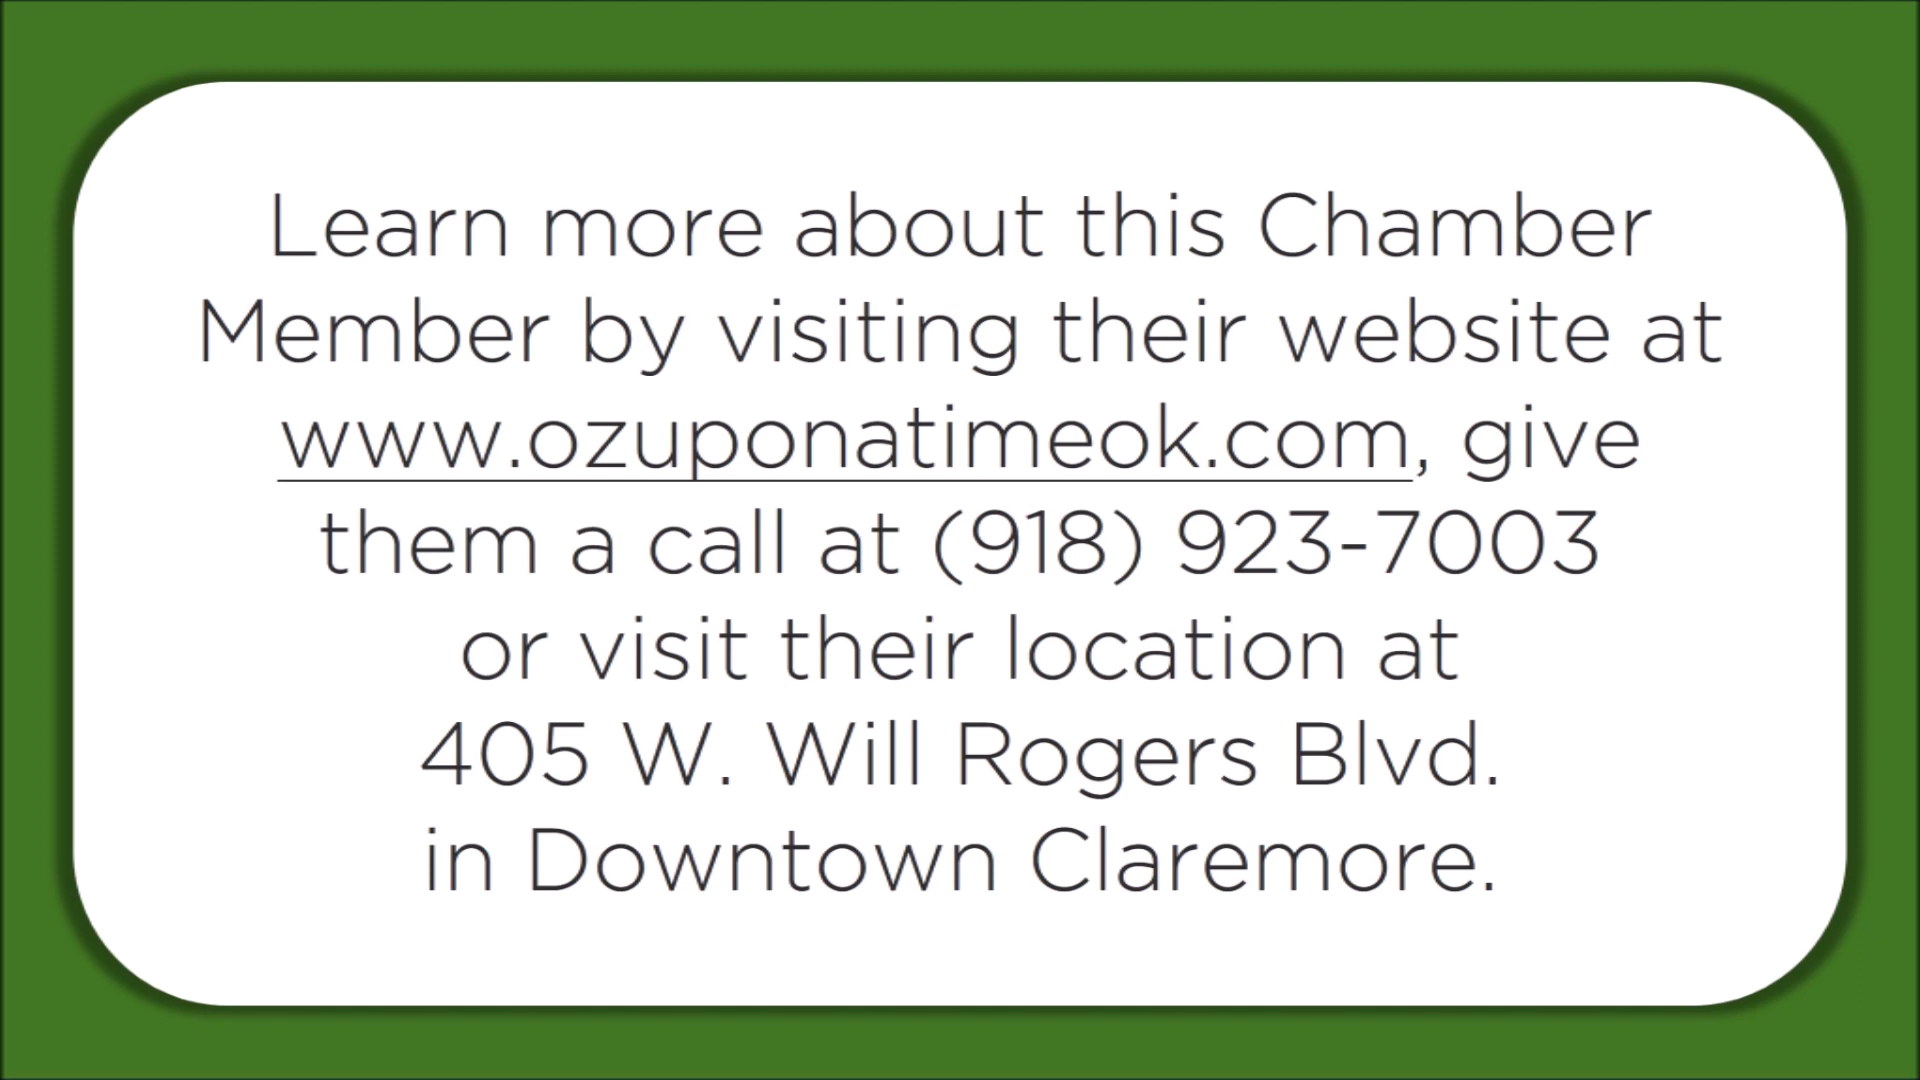 Learn more about this Chamber
Member by visiting their website at
www.ozuponatimeok.com, give
them a call at (918) 923-7003
or visit their location at
405 W. Will Rogers Blvd.
in Downtown Claremore.